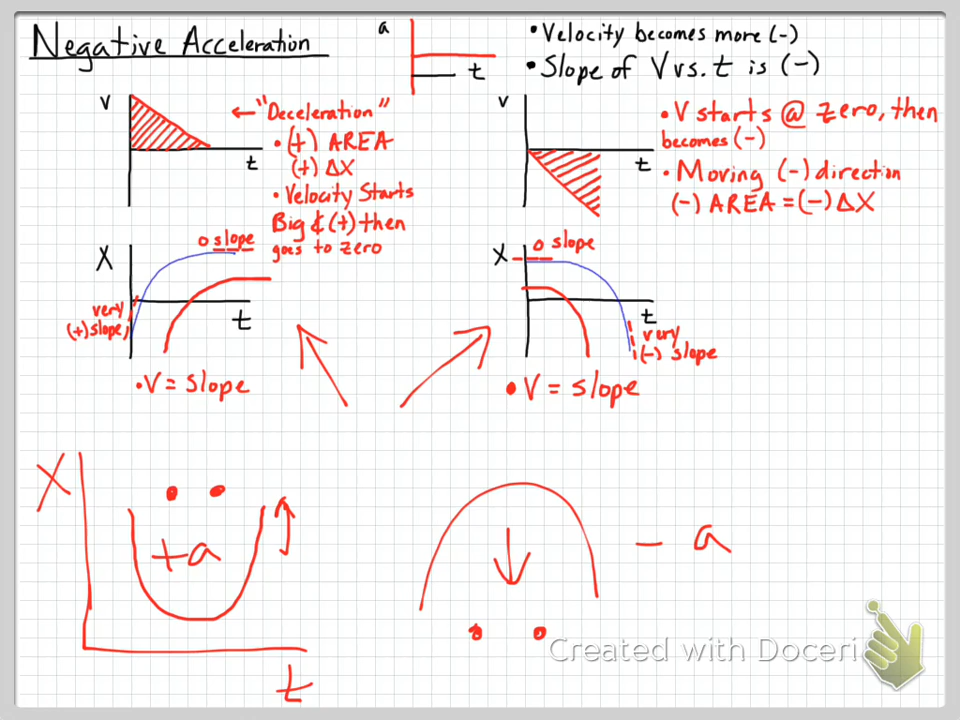 Negative Acceleration
a
t
• Velocity becomes more (-)
• Slope of V vs. t is (-)
V
t
← "Deceleration"
• (+) AREA
(+) ΔX
• Velocity Starts
Big & (+) then
goes to zero
V
t
• V starts @ zero, then
becomes (-)
• Moving (-) direction
(-) AREA = (-) ΔX
X
0 slope
very
(+) slope
t
• V = slope
X
0 slope
t
very
(-) slope
• V = slope
X
+a
t
- a
Created with Doceri